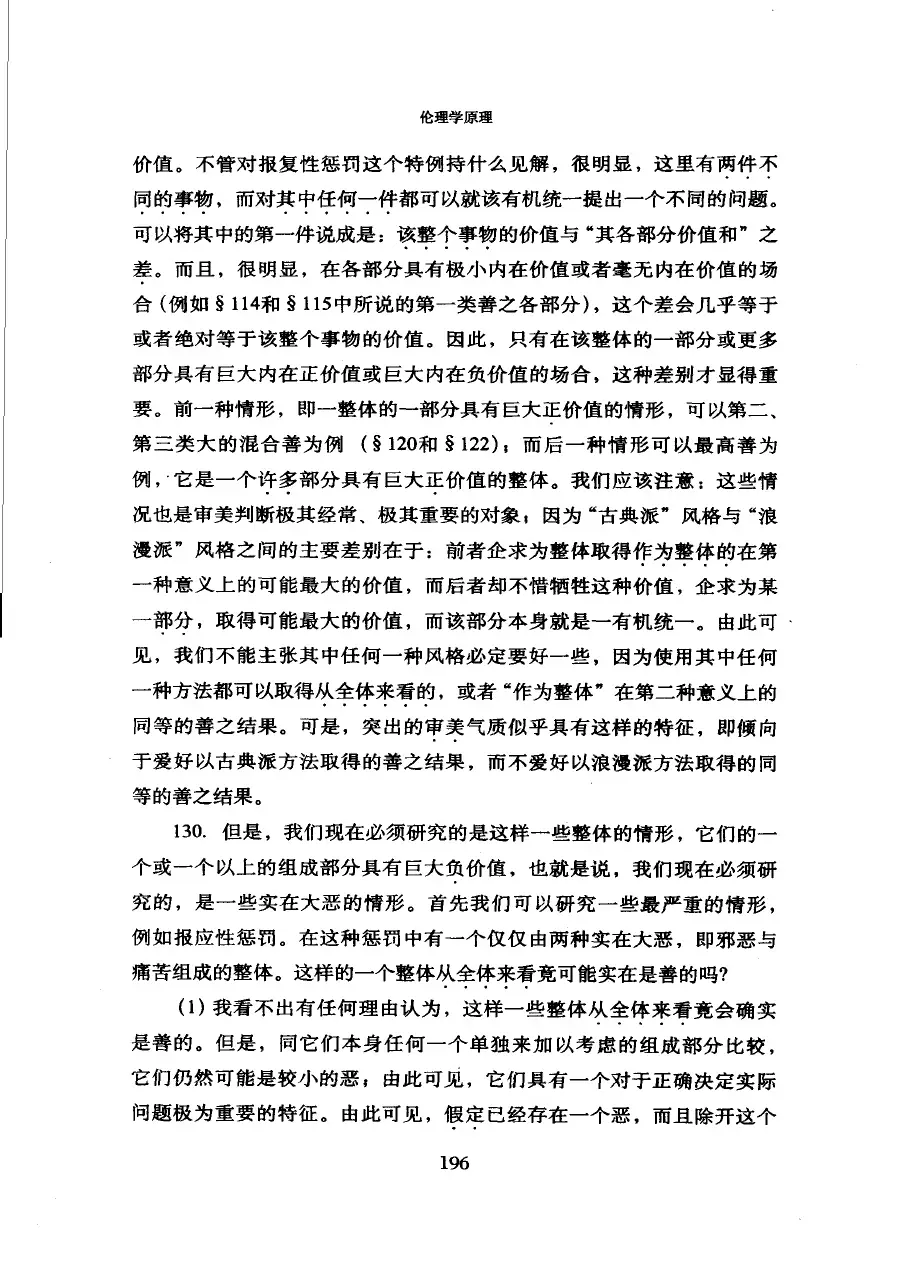 伦理学原理
价值。不管对报复性惩罚这个特例持什么见解，很明显，这里有两件不
同的事物，而对其中任何一件都可以就该有机统一提出一个不同的问题。
可以将其中的第一件说成是：该整个事物的价值与“其各部分价值和”之
差。而且，很明显，在各部分具有极小内在价值或者毫无内在价值的场
合（例如§114和§115中所说的第一类善之各部分），这个差会几乎等于
或者绝对等于该整个事物的价值。因此，只有在该整体的一部分或更多
部分具有巨大内在正价值或巨大内在负价值的场合，这种差别才显得重
要。前一种情形，即一整体的一部分具有巨大正价值的情形，可以第二、
第三类大的混合善为例（§120和§122）；而后一种情形可以最高善为
例，它是一个许多部分具有巨大正价值的整体。我们应该注意：这些情
况也是审美判断极其经常、极其重要的对象；因为“古典派”风格与“浪
漫派”风格之间的主要差别在于：前者企求为整体取得作为整体的在第
一种意义上的可能最大的价值，而后者却不惜牺牲这种价值，企求为某
一部分，取得可能最大的价值，而该部分本身就是一有机统一。由此可
见，我们不能主张其中任何一种风格必定要好一些，因为使用其中任何
一种方法都可以取得从全体来看的，或者“作为整体”在第二种意义上的
同等的善之结果。可是，突出的审美气质似乎具有这样的特征，即倾向
于爱好以古典派方法取得的善之结果，而不爱好以浪漫派方法取得的同
等的善之结果。
130. 但是，我们现在必须研究的是这样一些整体的情形，它们的一
个或一个以上的组成部分具有巨大负价值，也就是说，我们现在必须研
究的，是一些实在大恶的情形。首先我们可以研究一些最严重的情形，
例如报应性惩罚。在这种惩罚中有一个仅仅由两种实在大恶，即邪恶与
痛苦组成的整体。这样的一个整体从全体来看竟可能实在是善的吗？
(1) 我看不出有任何理由认为，这样一些整体从全体来看竟会确实
是善的。但是，同它们本身任何一个单独来加以考虑的组成部分比较，
它们仍然可能是较小的恶；由此可见，它们具有一个对于正确决定实际
问题极为重要的特征。由此可见，假定已经存在一个恶，而且除开这个
196